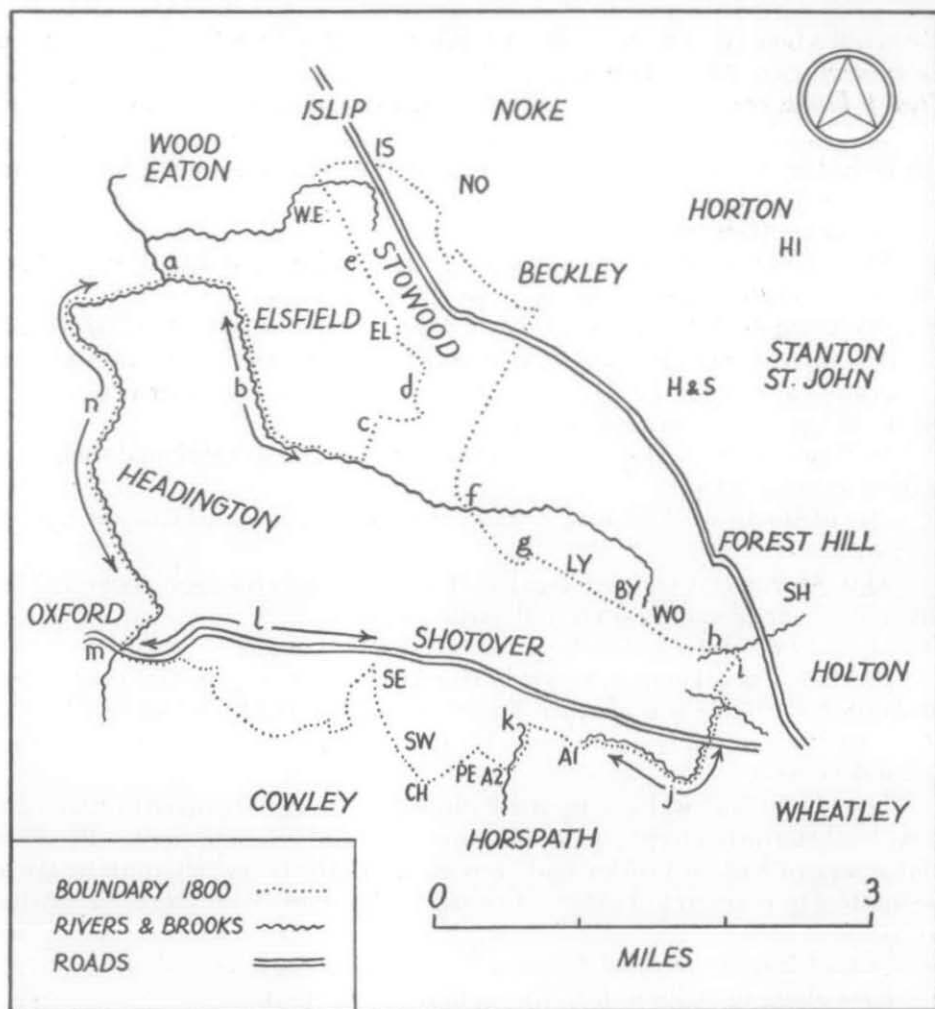 ISLIP
NOKE
WOOD
EATON
IS
NO
HORTON
HI
W.E.
STOWOOD
a
e
BECKLEY
ELSFIELD
EL
STANTON
ST. JOHN
H & S
b
d
n
c
HEADINGTON
f
g
LY
FOREST HILL
BY
SH
WO
OXFORD
l
h
m
SHOTOVER
i
HOLTON
SE
k
SW
A1
PE
A2
CH
j
COWLEY
WHEATLEY
HORSPATH
BOUNDARY 1800
RIVERS & BROOKS
ROADS
0
3
MILES